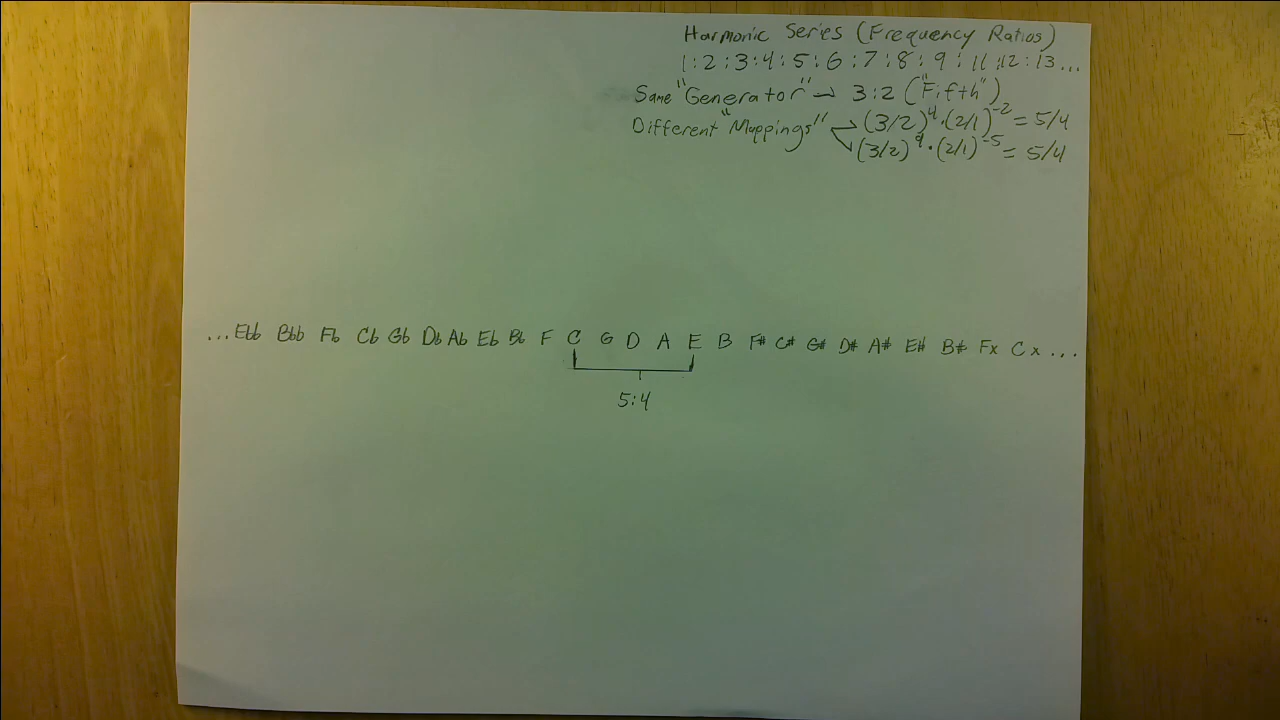 Harmonic Series (Frequency Ratios)
1:2:3:4:5:6:7:8:9:11:12:13...
Same "Generator" → 3:2 ("Fifth")
Different "Mappings" (3/2)⁴·(2/1)⁻² = 5/4
(3/2)⁹·(2/1)⁻⁵ = 5/4
...Ebb Bbb Fb Cb Gb Db Ab Eb Bb F C G D A E B F# C# G# D# A# E# B# Fx Cx...
5:4